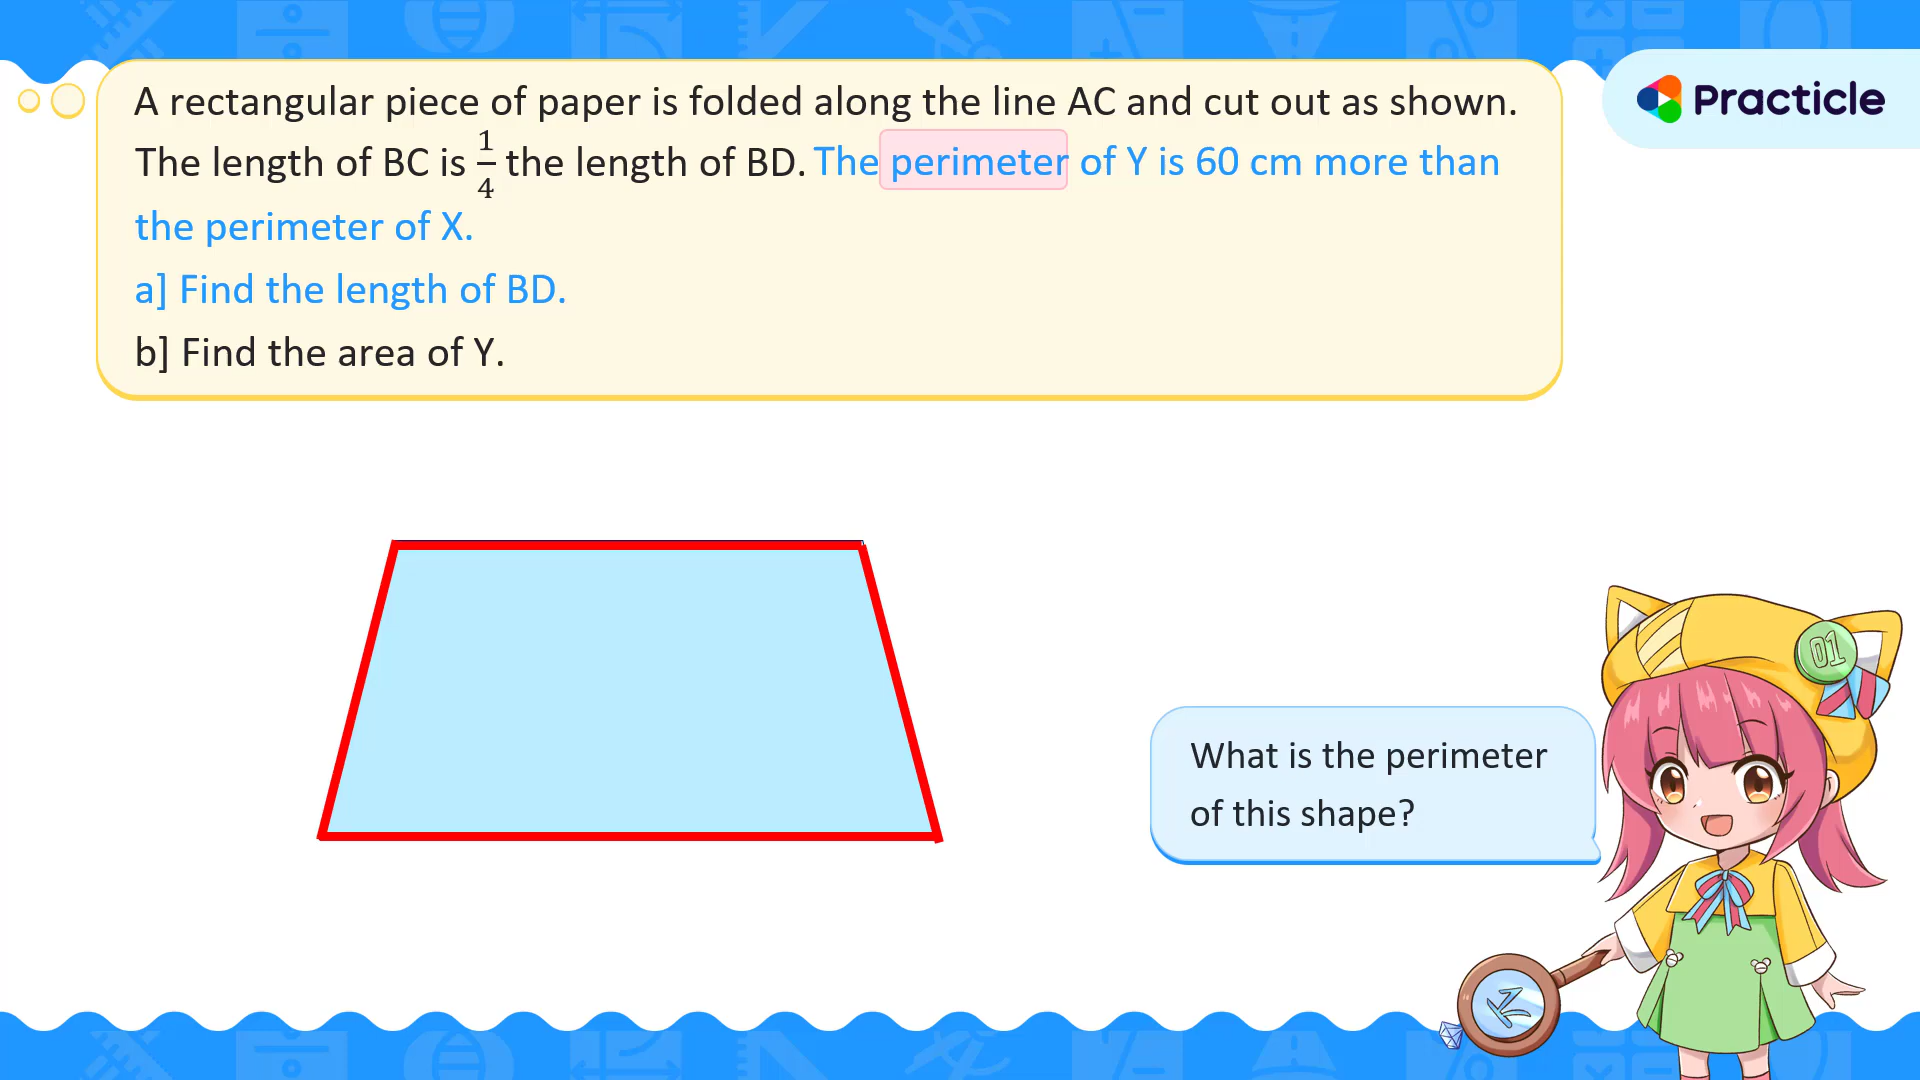 A rectangular piece of paper is folded along the line AC and cut out as shown.
The length of BC is 1/4 the length of BD. The perimeter of Y is 60 cm more than
the perimeter of X.
a] Find the length of BD.
b] Find the area of Y.
Practicle
01
What is the perimeter
of this shape?